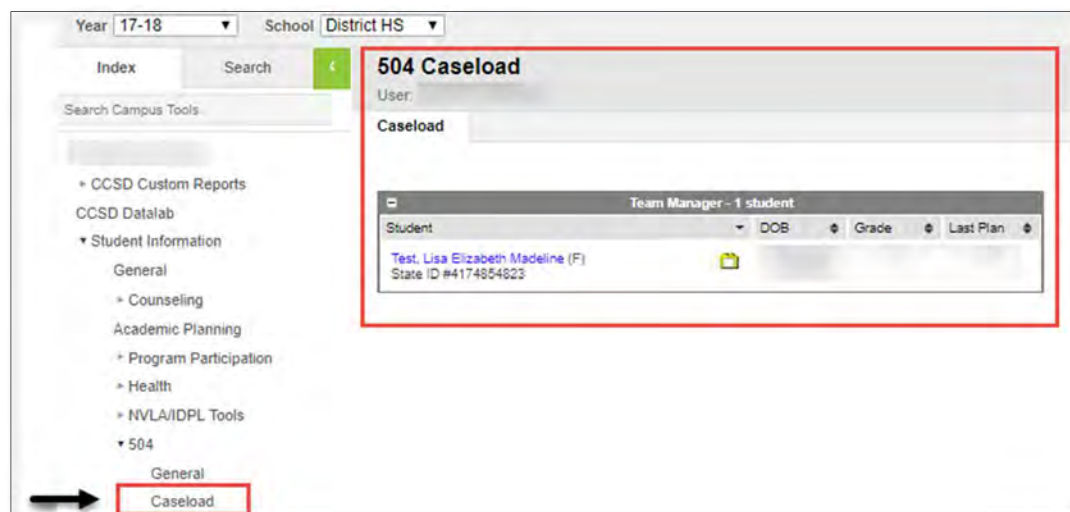 Year 17-18 School District HS
Index Search
504 Caseload
User:
Search Campus Tools
Caseload
CCSD Custom Reports
CCSD Datalab
Team Manager - 1 student
Student Information
Student DOB Grade Last Plan
General
Test, Lisa Elizabeth Madeline (F)
State ID #4174854823
Counseling
Academic Planning
Program Participation
Health
NVLA/IDPL Tools
504
General
Caseload